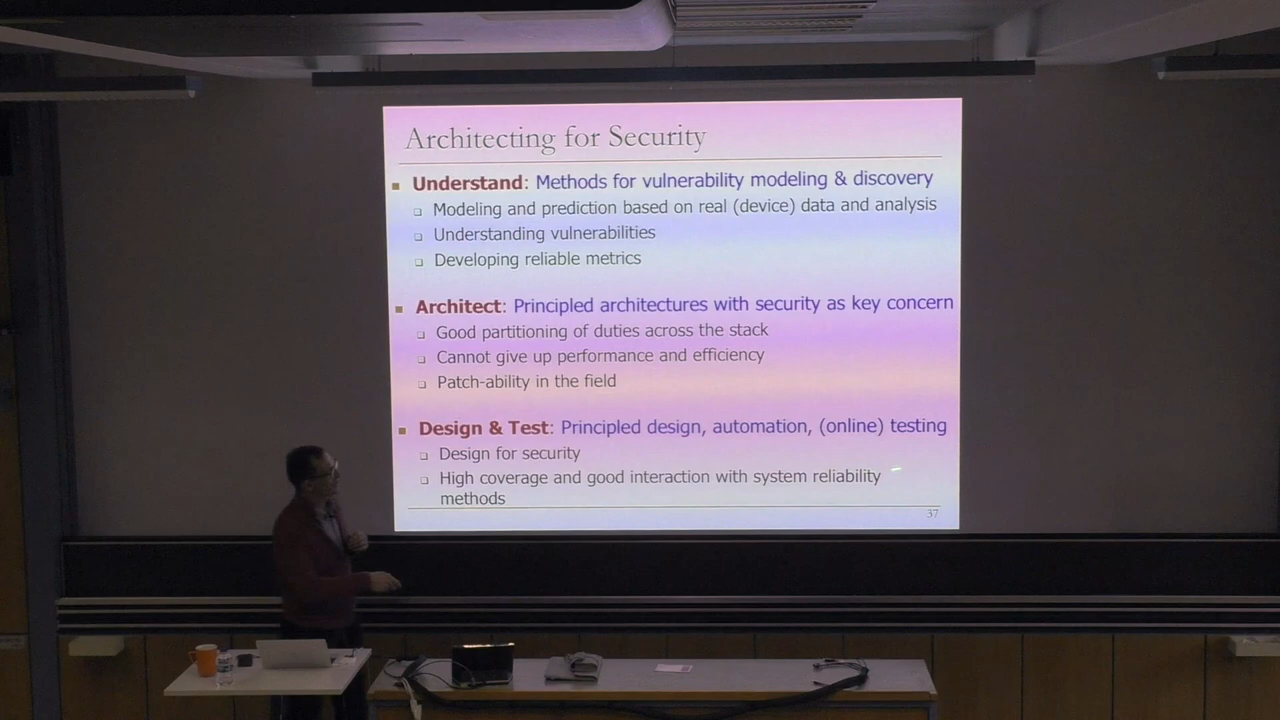 Architecting for Security
Understand: Methods for vulnerability modeling & discovery
Modeling and prediction based on real (device) data and analysis
Understanding vulnerabilities
Developing reliable metrics
Architect: Principled architectures with security as key concern
Good partitioning of duties across the stack
Cannot give up performance and efficiency
Patch-ability in the field
Design & Test: Principled design, automation, (online) testing
Design for security
High coverage and good interaction with system reliability
methods
37